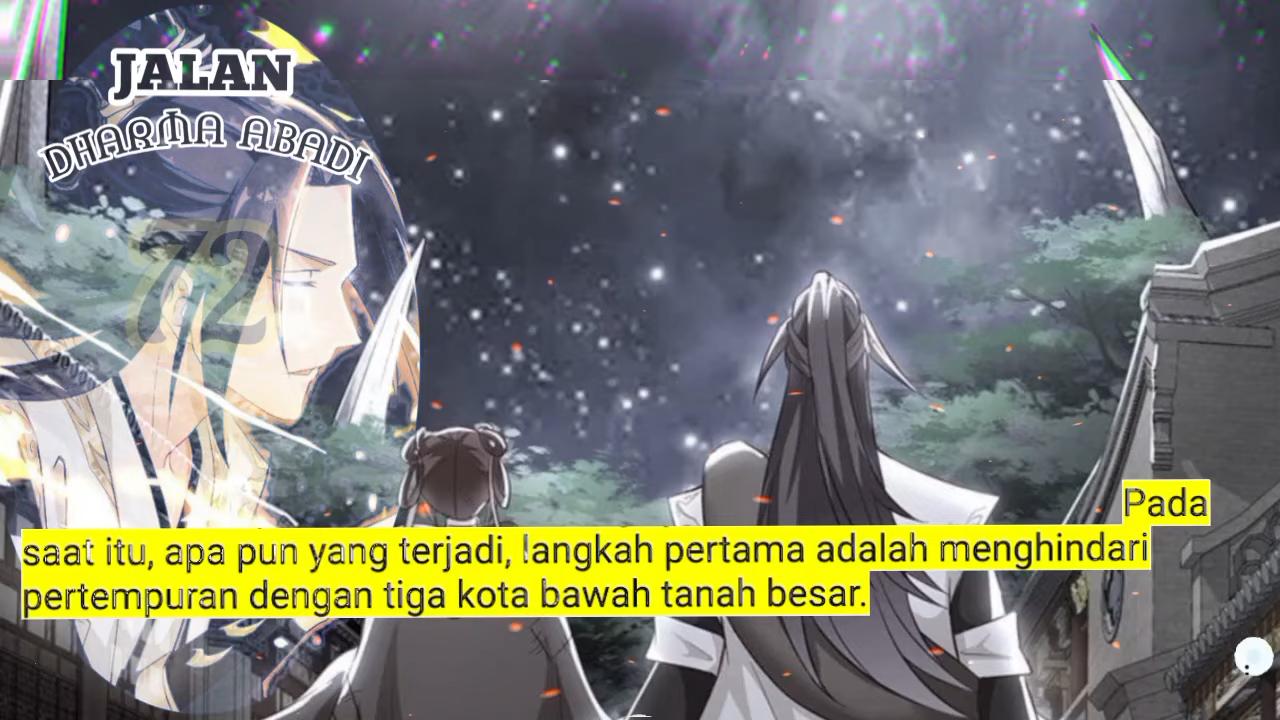 JALAN
DHARMA ABADI
72
Pada
saat itu, apa pun yang terjadi, langkah pertama adalah menghindari
pertempuran dengan tiga kota bawah tanah besar.